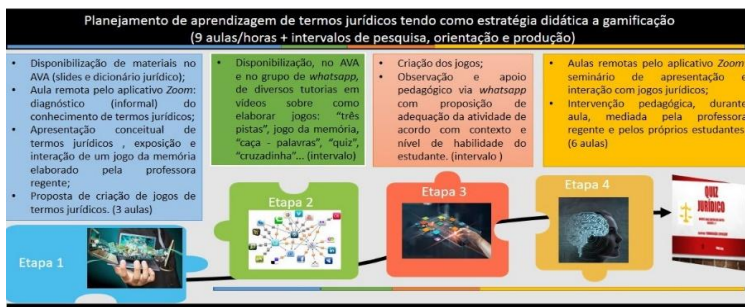 Planejamento de aprendizagem de termos jurídicos tendo como estratégia didática a gamificação
(9 aulas/horas + intervalos de pesquisa, orientação e produção)
• Disponibilização de materiais no
AVA (slides e dicionário jurídico);
• Aula remota pelo aplicativo Zoom:
diagnóstico (informal) do
conhecimento de termos jurídicos;
• Apresentação conceitual de
termos jurídicos , exposição e
interação de um jogo da memória
elaborado pela professora
regente;
• Proposta de criação de jogos de
termos jurídicos. (3 aulas)
• Disponibilização, no AVA
e no grupo de whatsapp,
de diversos tutorias em
vídeos sobre como
elaborar jogos: "três
pistas", jogo da memória,
"caça - palavras", "quiz",
"cruzadinha"... (intervalo)
• Criação dos jogos;
• Observação e apoio
pedagógico via whatsapp
com proposição de
adequação da atividade de
acordo com contexto e
nível de habilidade do
estudante. (intervalo )
• Aulas remotas pelo aplicativo Zoom:
seminário de apresentação e
interação com jogos jurídicos;
• Intervenção pedagógica, durante
aula, mediada pela professora
regente e pelos próprios estudantes.
(6 aulas)
Etapa 1
Etapa 2
Etapa 3
Etapa 4
QUIZ
JURÍDICO